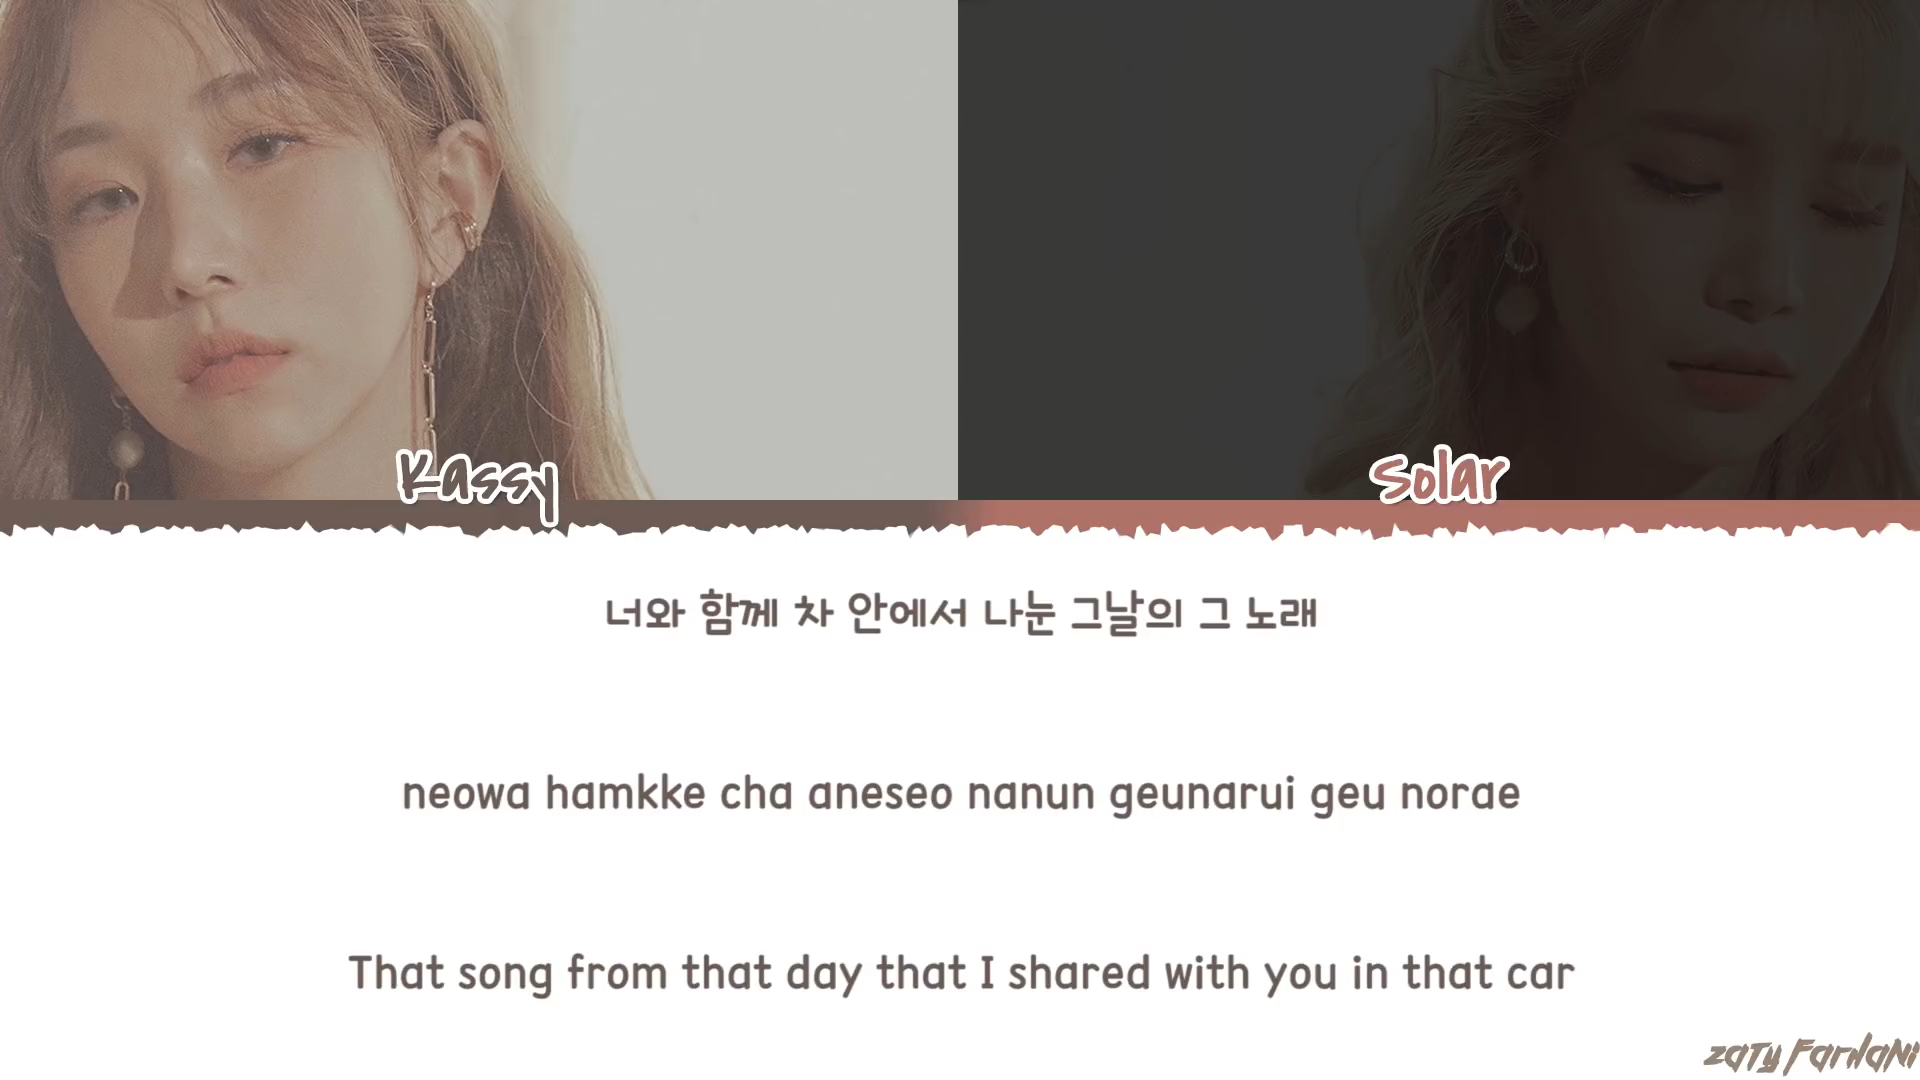 Kassy
Solar
너와 함께 차 안에서 나눈 그날의 그 노래
neowa hamkke cha aneseo nanun geunarui geu norae
That song from that day that I shared with you in that car
Zaty Farhani